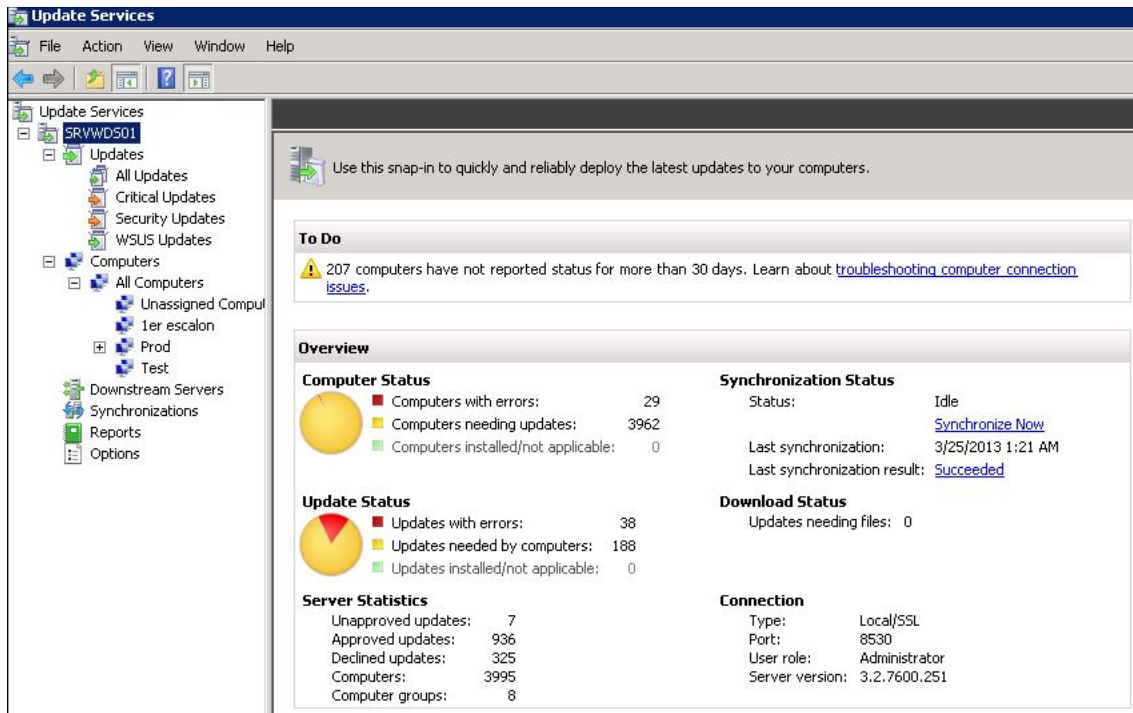 Update Services
File Action View Window Help
Update Services
SRVWDS01
Updates
All Updates
Critical Updates
Security Updates
WSUS Updates
Computers
All Computers
Unassigned Comput
1er escalon
Prod
Test
Downstream Servers
Synchronizations
Reports
Options
Use this snap-in to quickly and reliably deploy the latest updates to your computers.
To Do
207 computers have not reported status for more than 30 days. Learn about troubleshooting computer connection
issues.
Overview
Computer Status
Computers with errors: 29
Computers needing updates: 3962
Computers installed/not applicable: 0
Update Status
Updates with errors: 38
Updates needed by computers: 188
Updates installed/not applicable: 0
Server Statistics
Unapproved updates: 7
Approved updates: 936
Declined updates: 325
Computers: 3995
Computer groups: 8
Synchronization Status
Status: Idle
Synchronize Now
Last synchronization: 3/25/2013 1:21 AM
Last synchronization result: Succeeded
Download Status
Updates needing files: 0
Connection
Type: Local/SSL
Port: 8530
User role: Administrator
Server version: 3.2.7600.251